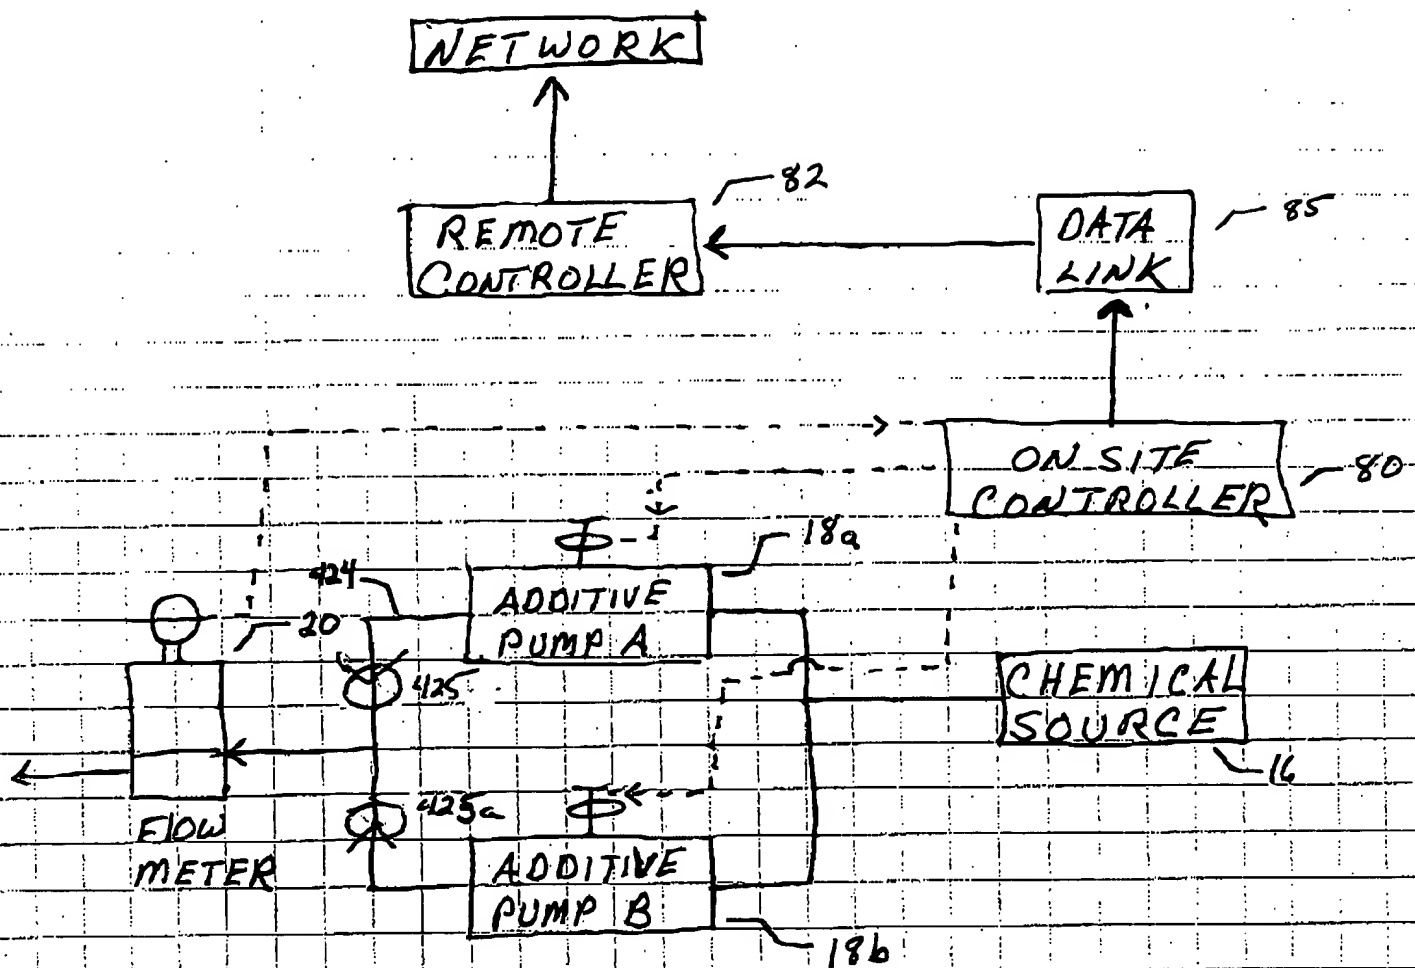 NETWORK
82
REMOTE
CONTROLLER
DATA
LINK
85
ON SITE
CONTROLLER
80
18a
424
ADDITIVE
PUMP A
20
425
CHEMICAL
SOURCE
16
425a
FLOW
METER
ADDITIVE
PUMP B
18b